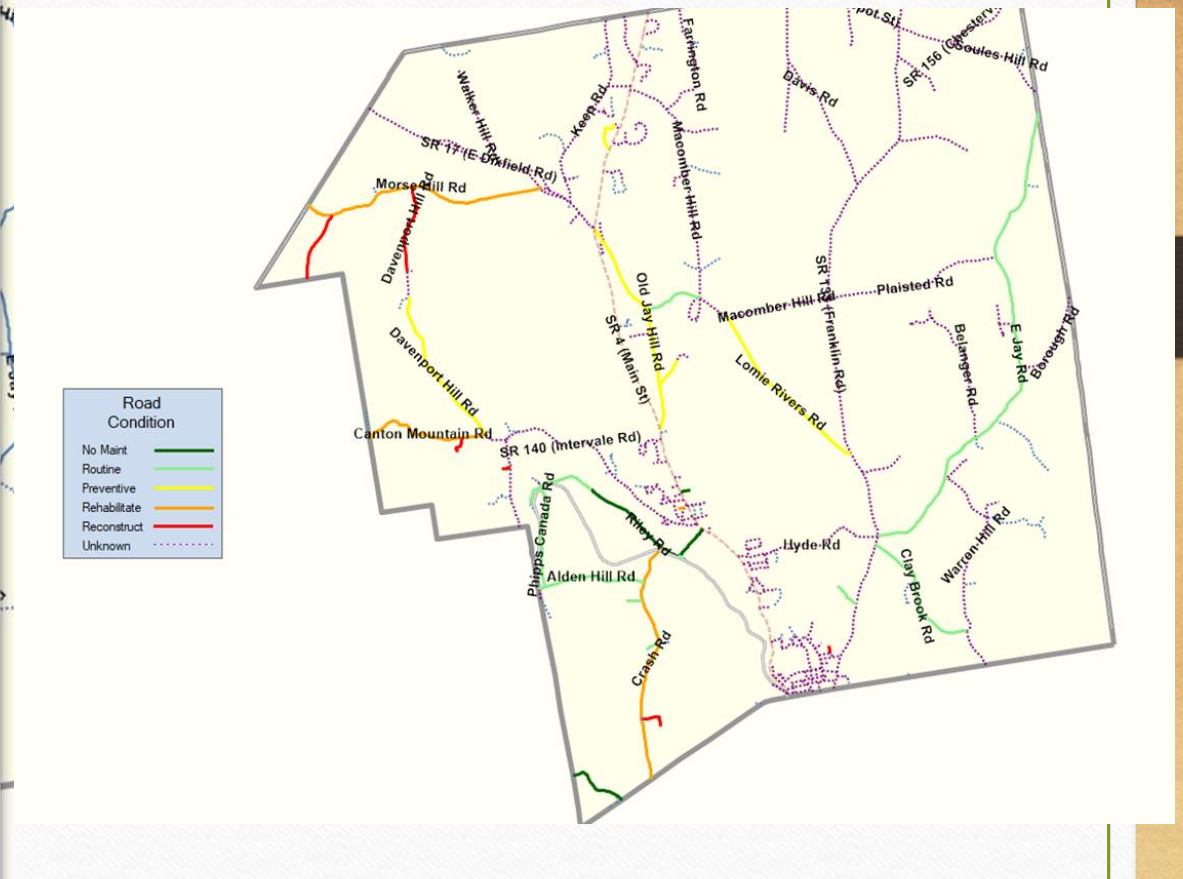 SR 156 (Chesterv
Soules Hill Rd
Farrington Rd
Davis Rd
Walker Hill Rd
Keep Rd
SR 17 (E Dixfield Rd)
Macomber Hill Rd
Morse Hill Rd
Davenport Hill Rd
Old Jay Hill Rd
SR 4 (Main St)
Macomber Hill Rd
Plaisted Rd
SR 133 (Franklin Rd)
E Jay Rd
Borough Rd
Belanger Rd
Davenport Hill Rd
Lomie Rivers Rd
Canton Mountain Rd
SR 140 (Intervale Rd)
Road
Condition
No Maint
Routine
Preventive
Rehabilitate
Reconstruct
Unknown
Phipps Canada Rd
Riley Rd
Hyde Rd
Warren Hill Rd
Alden Hill Rd
Clay Brook Rd
Crash Rd